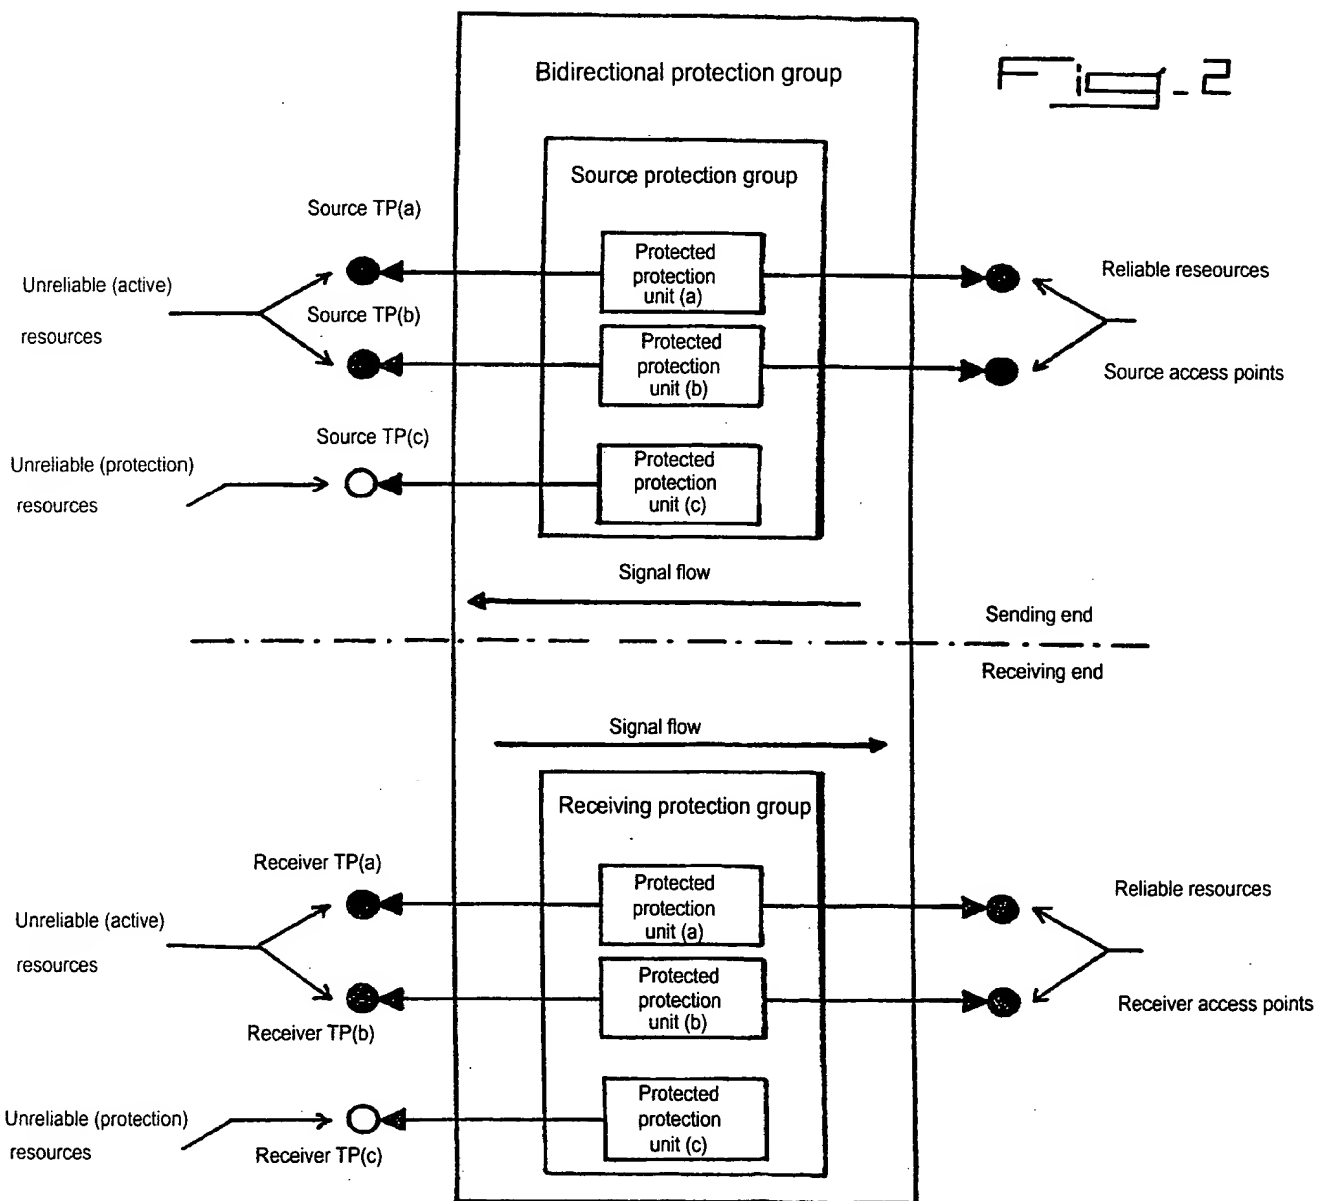 Fig. 2
Bidirectional protection group
Source protection group
Source TP(a)
Protected
protection
unit (a)
Unreliable (active)
resources
Reliable reseources
Source TP(b)
Protected
protection
unit (b)
Source access points
Source TP(c)
Unreliable (protection)
resources
Protected
protection
unit (c)
Signal flow
Sending end
Receiving end
Signal flow
Receiving protection group
Receiver TP(a)
Protected
protection
unit (a)
Reliable resources
Unreliable (active)
resources
Protected
protection
unit (b)
Receiver access points
Receiver TP(b)
Protected
protection
unit (c)
Unreliable (protection)
resources
Receiver TP(c)